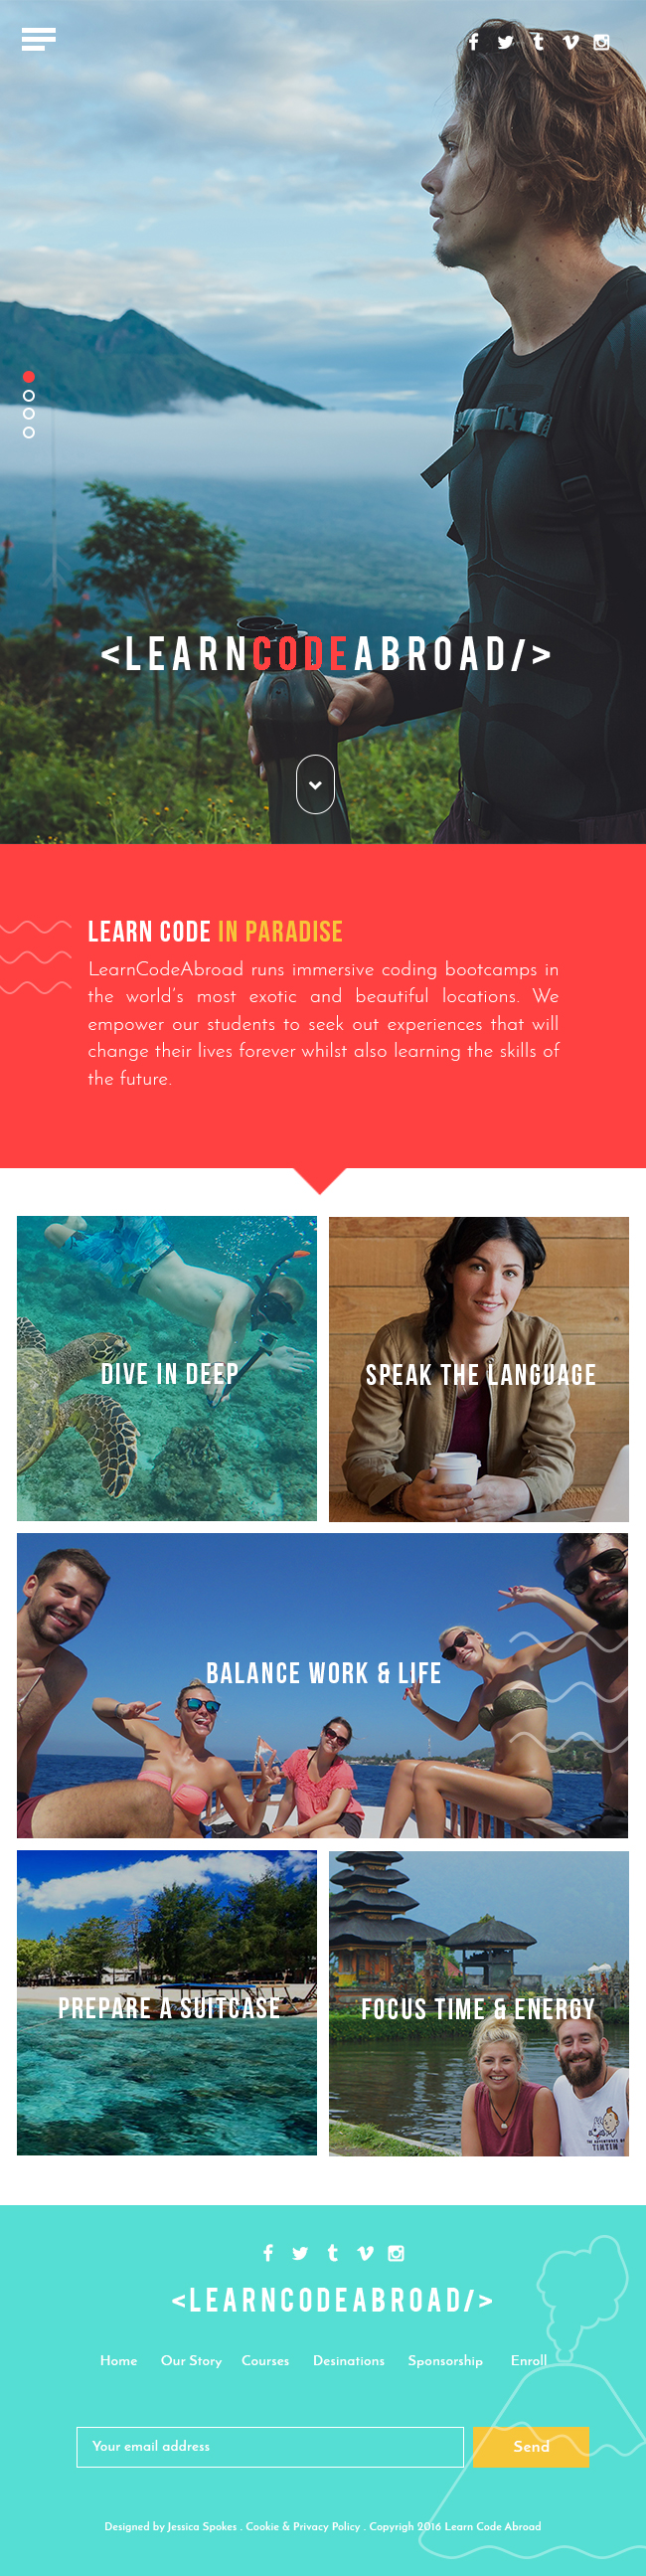 <LEARNCODEABROAD/>
LEARN CODE IN PARADISE
LearnCodeAbroad runs immersive coding bootcamps in
the world's most exotic and beautiful locations. We
empower our students to seek out experiences that will
change their lives forever whilst also learning the skills of
the future.
DIVE IN DEEP
SPEAK THE LANGUAGE
BALANCE WORK & LIFE
PREPARE A SUITCASE
FOCUS TIME & ENERGY
THE ADVENTURES OF
TINTIN
<LEARNCODEABROAD/>
Home Our Story Courses Desinations Sponsorship Enroll
Your email address Send
Designed by Jessica Spokes . Cookie & Privacy Policy . Copyrigh 2016 Learn Code Abroad